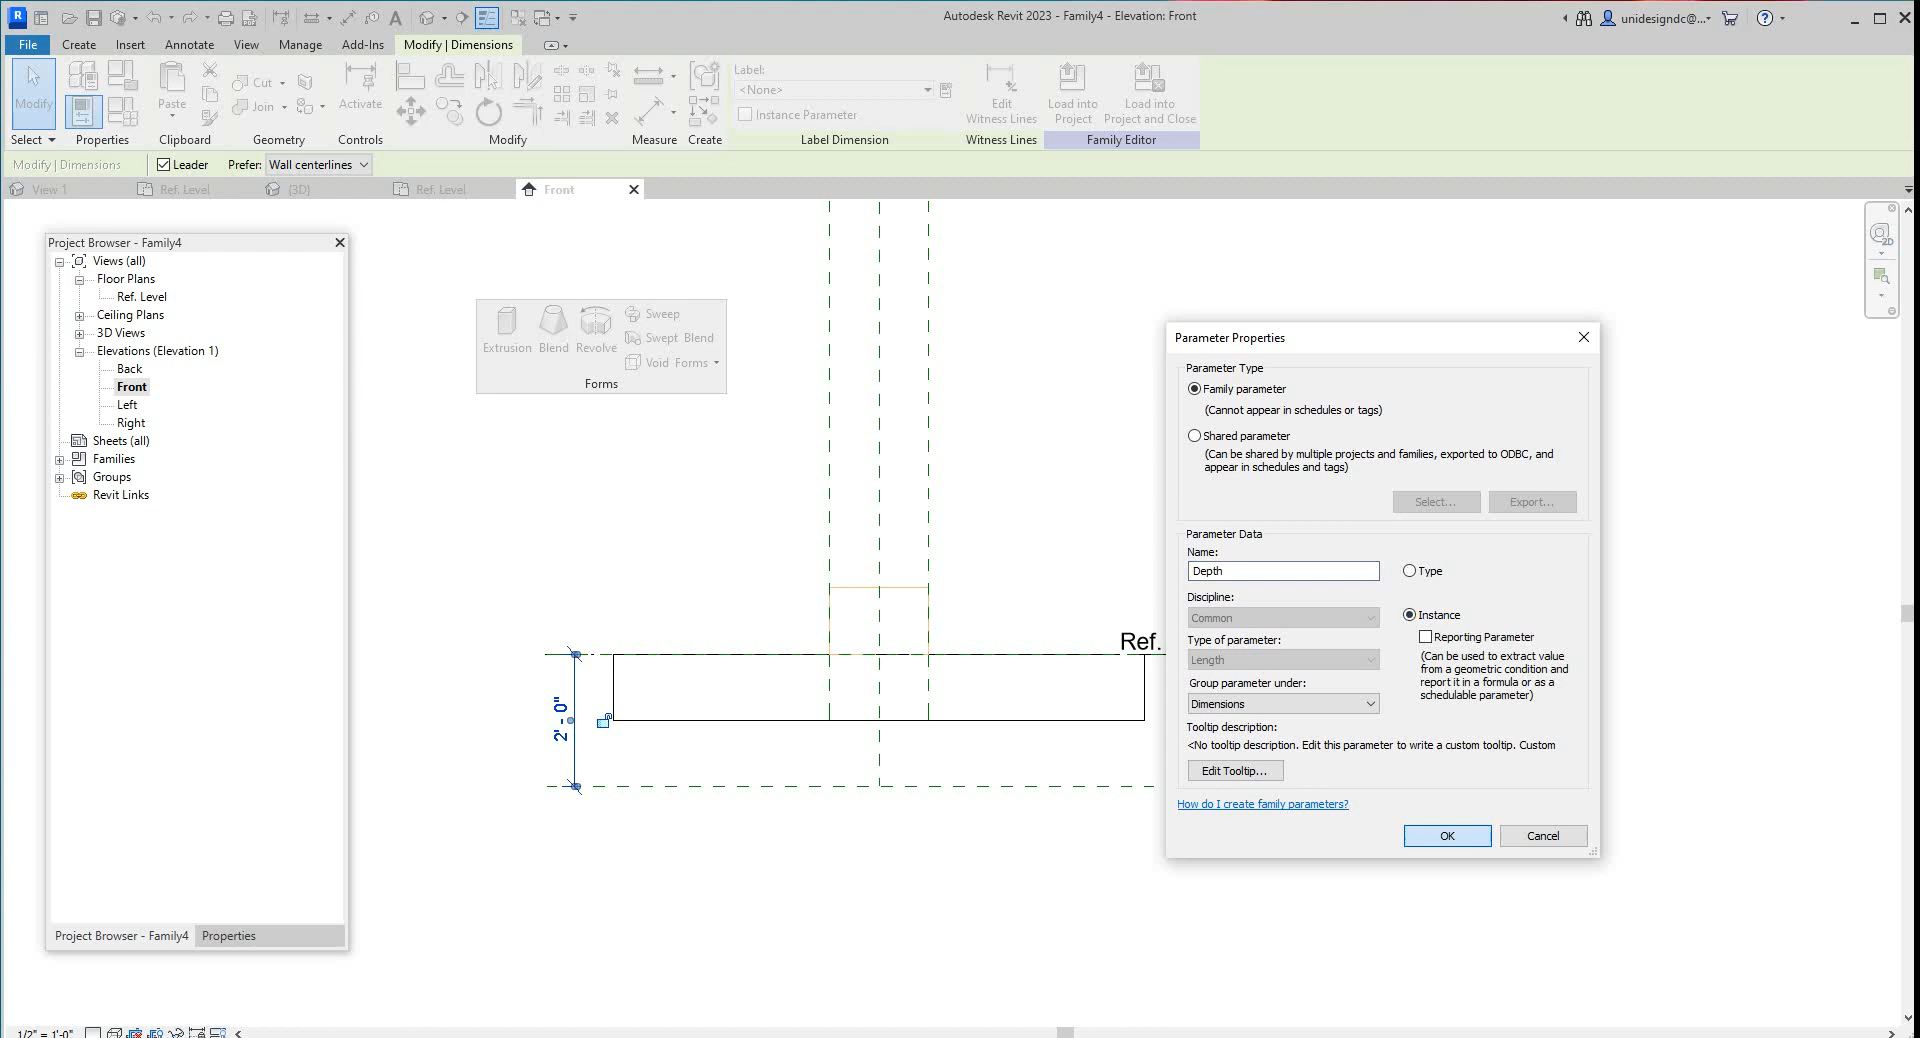 Autodesk Revit 2023 - Family4 - Elevation: Front
unidesigndc@...
File
Create
Insert
Annotate
View
Manage
Add-Ins
Modify | Dimensions
Modify
Select
Properties
Paste
Clipboard
Cut
Join
Geometry
Activate
Controls
Modify
Measure
Create
Label:
<None>
Instance Parameter
Label Dimension
Edit
Witness Lines
Witness Lines
Load into
Project
Load into
Project and Close
Family Editor
Modify | Dimensions
Leader
Prefer:
Wall centerlines
View 1
Ref. Level
{3D}
Ref. Level
Front
Project Browser - Family4
Views (all)
Floor Plans
Ref. Level
Ceiling Plans
3D Views
Elevations (Elevation 1)
Back
Front
Left
Right
Sheets (all)
Families
Groups
Revit Links
Project Browser - Family4
Properties
Extrusion
Blend
Revolve
Sweep
Swept Blend
Void Forms
Forms
2D
Ref.
2' - 0"
Parameter Properties
Parameter Type
Family parameter
(Cannot appear in schedules or tags)
Shared parameter
(Can be shared by multiple projects and families, exported to ODBC, and
appear in schedules and tags)
Select...
Export...
Parameter Data
Name:
Depth
Type
Discipline:
Common
Instance
Type of parameter:
Reporting Parameter
Length
(Can be used to extract value
from a geometric condition and
report it in a formula or as a
schedulable parameter)
Group parameter under:
Dimensions
Tooltip description:
<No tooltip description. Edit this parameter to write a custom tooltip. Custom
Edit Tooltip...
How do I create family parameters?
OK
Cancel
1/2" = 1'-0"